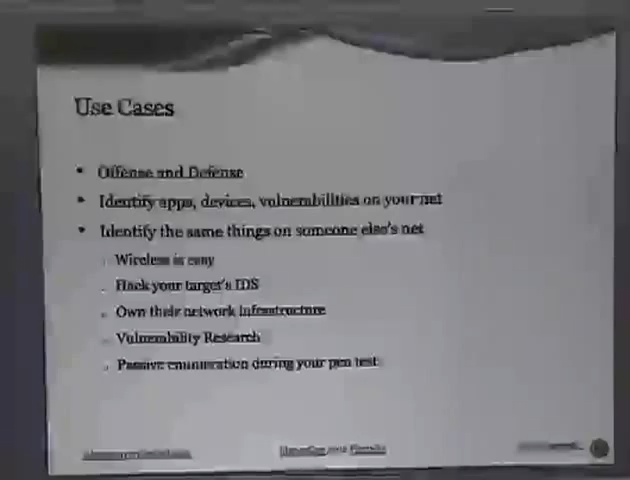 Use Cases
Offense and Defense
Identify apps, devices, vulnerabilities on your net
Identify the same things on someone else's net
Wireless is easy
Hack your target's IDS
Own their network infrastructure
Vulnerability Research
Passive enumeration during your pen test